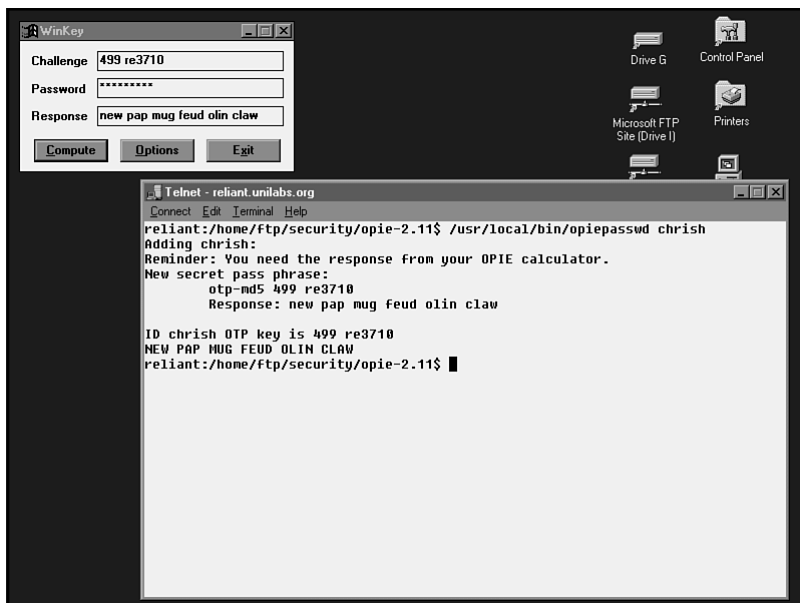 WinKey
Challenge 499 re3710
Password *********
Response new pap mug feud olin claw
Compute Options Exit
Drive G
Control Panel
Microsoft FTP
Site (Drive I)
Printers
Telnet - reliant.unilabs.org
Connect Edit Terminal Help
reliant:/home/ftp/security/opie-2.11$ /usr/local/bin/opiepasswd chrish
Adding chrish:
Reminder: You need the response from your OPIE calculator.
New secret pass phrase:
otp-md5 499 re3710
Response: new pap mug feud olin claw
ID chrish OTP key is 499 re3710
NEW PAP MUG FEUD OLIN CLAW
reliant:/home/ftp/security/opie-2.11$